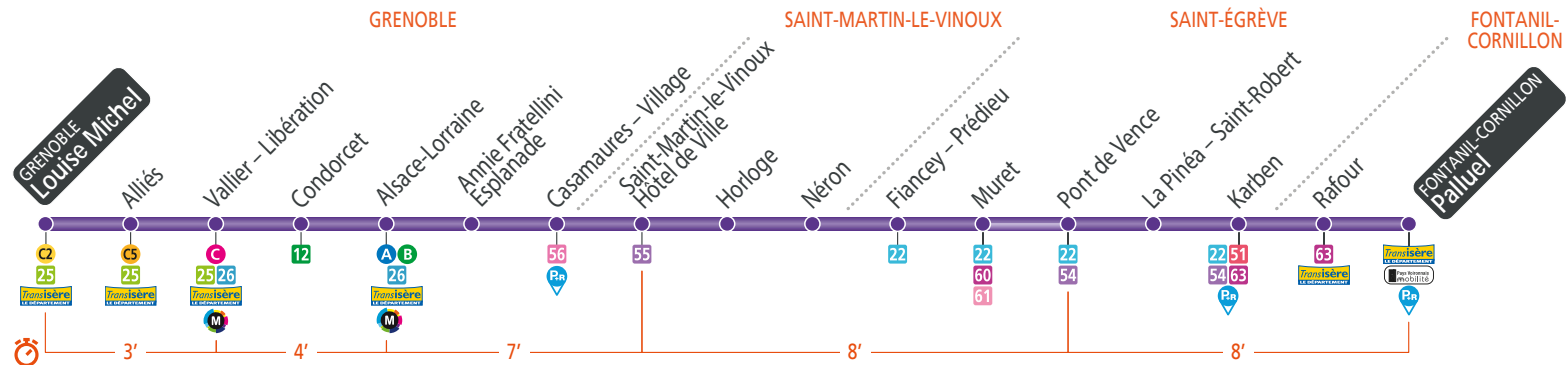 GRENOBLE
SAINT-MARTIN-LE-VINOUX
SAINT-ÉGRÈVE
FONTANIL-
CORNILLON
GRENOBLE
Louise Michel
Alliés
Vallier – Libération
Condorcet
Alsace-Lorraine
Annie Fratellini
Esplanade
Casamaures – Village
Saint-Martin-le-Vinoux
Hôtel de Ville
Horloge
Néron
Fiancey – Prédieu
Muret
Pont de Vence
La Pinéa – Saint-Robert
Karben
Rafour
FONTANIL-CORNILLON
Palluel
C2
25
Transisère
LE DÉPARTEMENT
C5
25
Transisère
LE DÉPARTEMENT
C
25 26
Transisère
LE DÉPARTEMENT
M
12
A B
26
Transisère
LE DÉPARTEMENT
M
56
P+R
55
22
22
60
61
22
54
22 51
54 63
P+R
63
Transisère
LE DÉPARTEMENT
Transisère
LE DÉPARTEMENT
Pays Voironnais
mobilité
P+R
3’ 4’ 7’ 8’ 8’